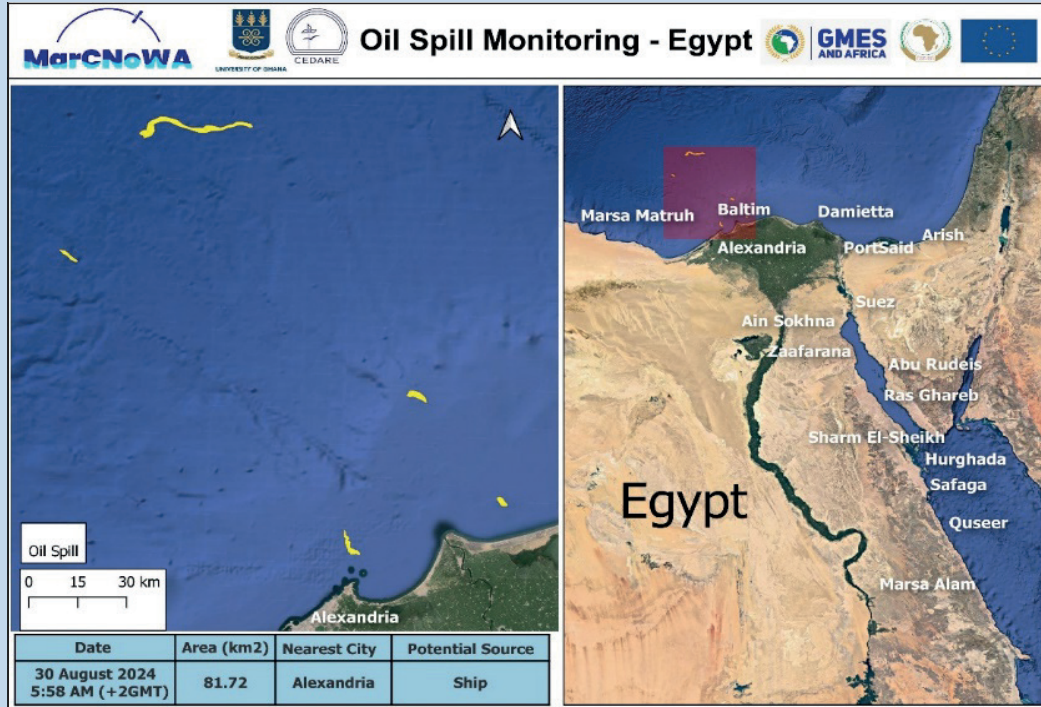 MarCNoWA
UNIVERSITY OF GHANA
CEDARE
Oil Spill Monitoring - Egypt
GMES
AND AFRICA
Oil Spill
0 15 30 km
Alexandria
Date Area (km2) Nearest City Potential Source
30 August 2024
5:58 AM (+2GMT) 81.72 Alexandria Ship
Marsa Matruh
Baltim
Damietta
Alexandria
PortSaid
Arish
Suez
Ain Sokhna
Zaafarana
Abu Rudeis
Ras Ghareb
Sharm El-Sheikh
Hurghada
Safaga
Egypt
Quseer
Marsa Alam